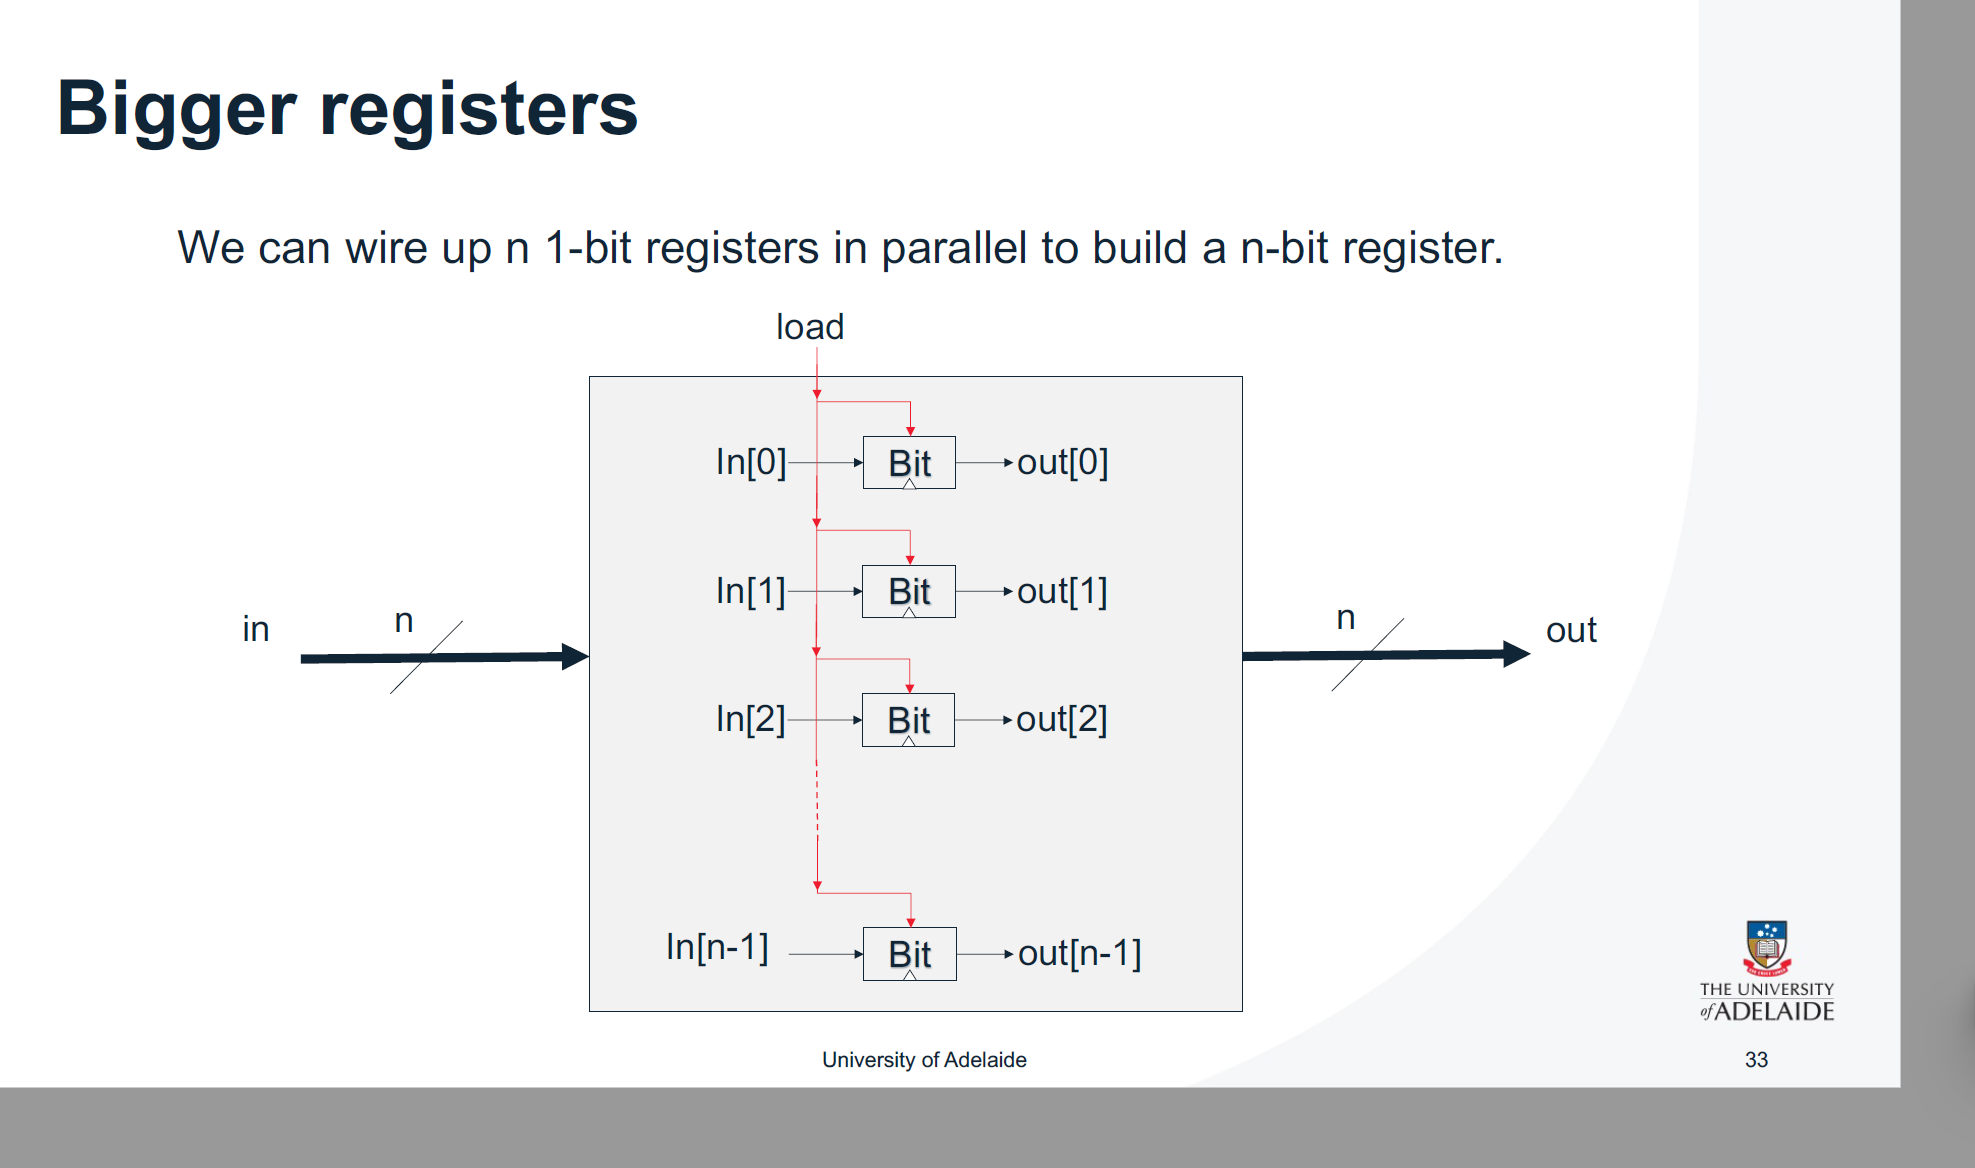 Bigger registers
We can wire up n 1-bit registers in parallel to build a n-bit register.
load
In[0] Bit out[0]
In[1] Bit out[1]
in n n out
In[2] Bit out[2]
In[n-1] Bit out[n-1]
THE UNIVERSITY
of ADELAIDE
University of Adelaide 33